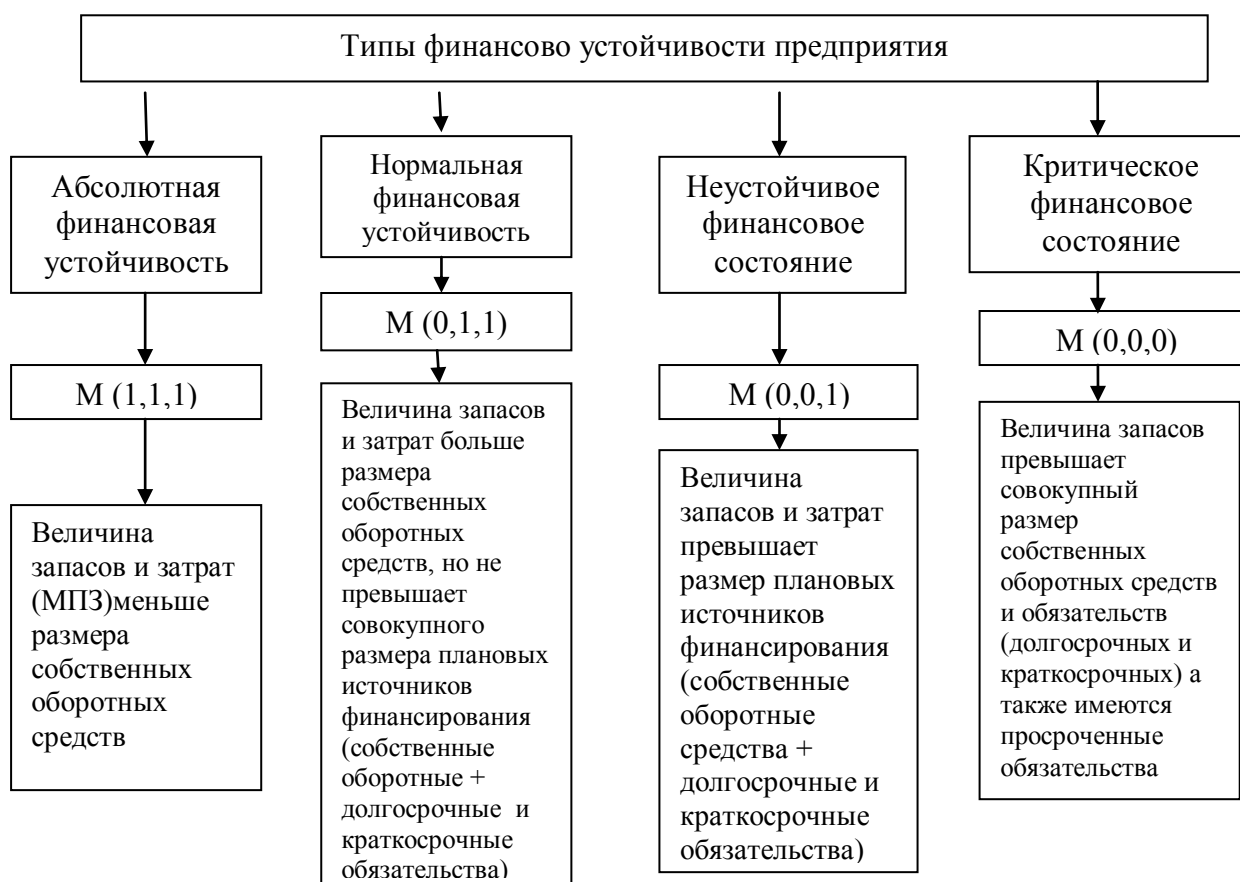 Типы финансово устойчивости предприятия
Абсолютная
финансовая
устойчивость
М (1,1,1)
Величина
запасов и затрат
(МПЗ)меньше
размера
собственных
оборотных
средств
Нормальная
финансовая
устойчивость
М (0,1,1)
Величина запасов
и затрат больше
размера
собственных
оборотных
средств, но не
превышает
совокупного
размера плановых
источников
финансирования
(собственные
оборотные +
долгосрочные и
краткосрочные
обязательства)
Неустойчивое
финансовое
состояние
М (0,0,1)
Величина
запасов и затрат
превышает
размер плановых
источников
финансирования
(собственные
оборотные
средства +
долгосрочные и
краткосрочные
обязательства)
Критическое
финансовое
состояние
М (0,0,0)
Величина запасов
превышает
совокупный
размер
собственных
оборотных средств
и обязательств
(долгосрочных и
краткосрочных) а
также имеются
просроченные
обязательства